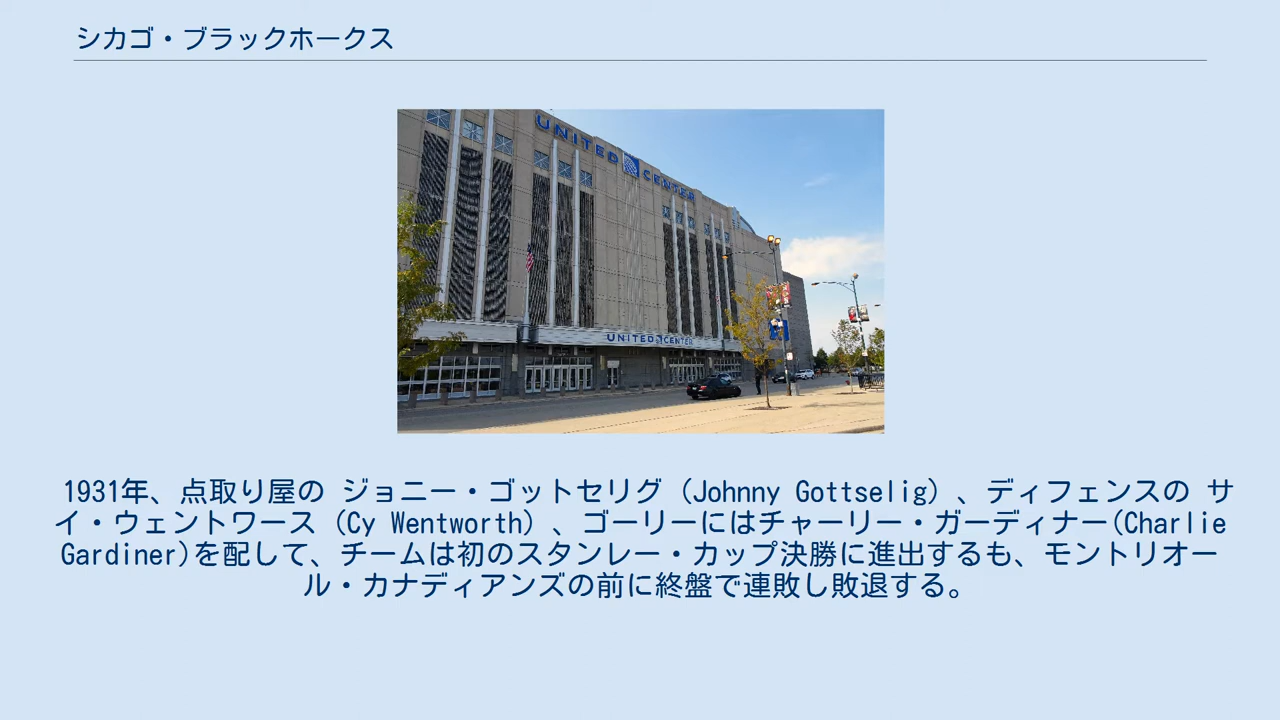 シカゴ・ブラックホークス
UNITED CENTER
UNITED CENTER
1931年、点取り屋の ジョニー・ゴットセリグ (Johnny Gottselig) 、ディフェンスの サ
イ・ウェントワース (Cy Wentworth) 、ゴーリーにはチャーリー・ガーディナー(Charlie
Gardiner)を配して、チームは初のスタンレー・カップ決勝に進出するも、モントリオー
ル・カナディアンズの前に終盤で連敗し敗退する。